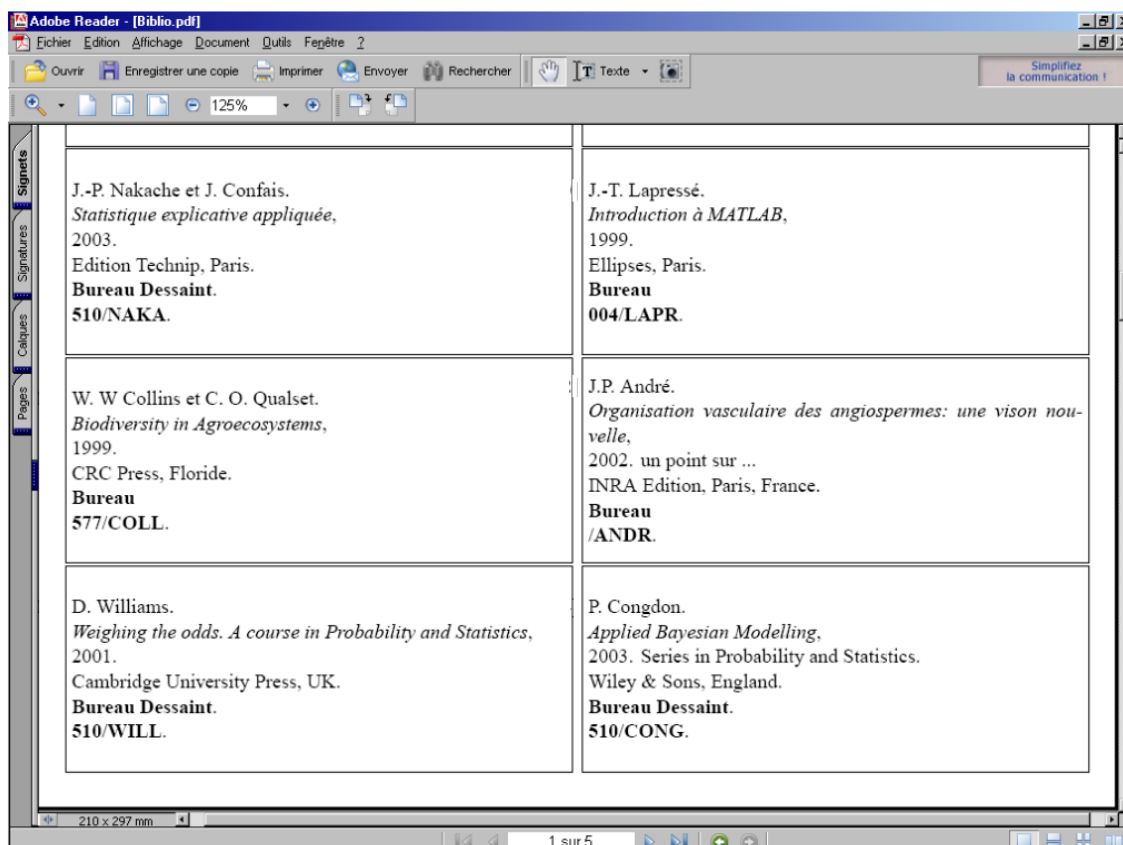 Adobe Reader - [Biblio.pdf]
Fichier Edition Affichage Document Outils Fenêtre ?
Ouvrir Enregistrer une copie Imprimer Envoyer Rechercher Texte
Simplifiez
la communication !
125%
Signets
Signatures
Calques
Pages
J.-P. Nakache et J. Confais.
Statistique explicative appliquée,
2003.
Edition Technip, Paris.
Bureau Dessaint.
510/NAKA.
J.-T. Lapressé.
Introduction à MATLAB,
1999.
Ellipses, Paris.
Bureau
004/LAPR.
W. W Collins et C. O. Qualset.
Biodiversity in Agroecosystems,
1999.
CRC Press, Floride.
Bureau
577/COLL.
J.P. André.
Organisation vasculaire des angiospermes: une vison nou-
velle,
2002. un point sur ...
INRA Edition, Paris, France.
Bureau
/ANDR.
D. Williams.
Weighing the odds. A course in Probability and Statistics,
2001.
Cambridge University Press, UK.
Bureau Dessaint.
510/WILL.
P. Congdon.
Applied Bayesian Modelling,
2003. Series in Probability and Statistics.
Wiley & Sons, England.
Bureau Dessaint.
510/CONG.
210 x 297 mm
1 sur 5